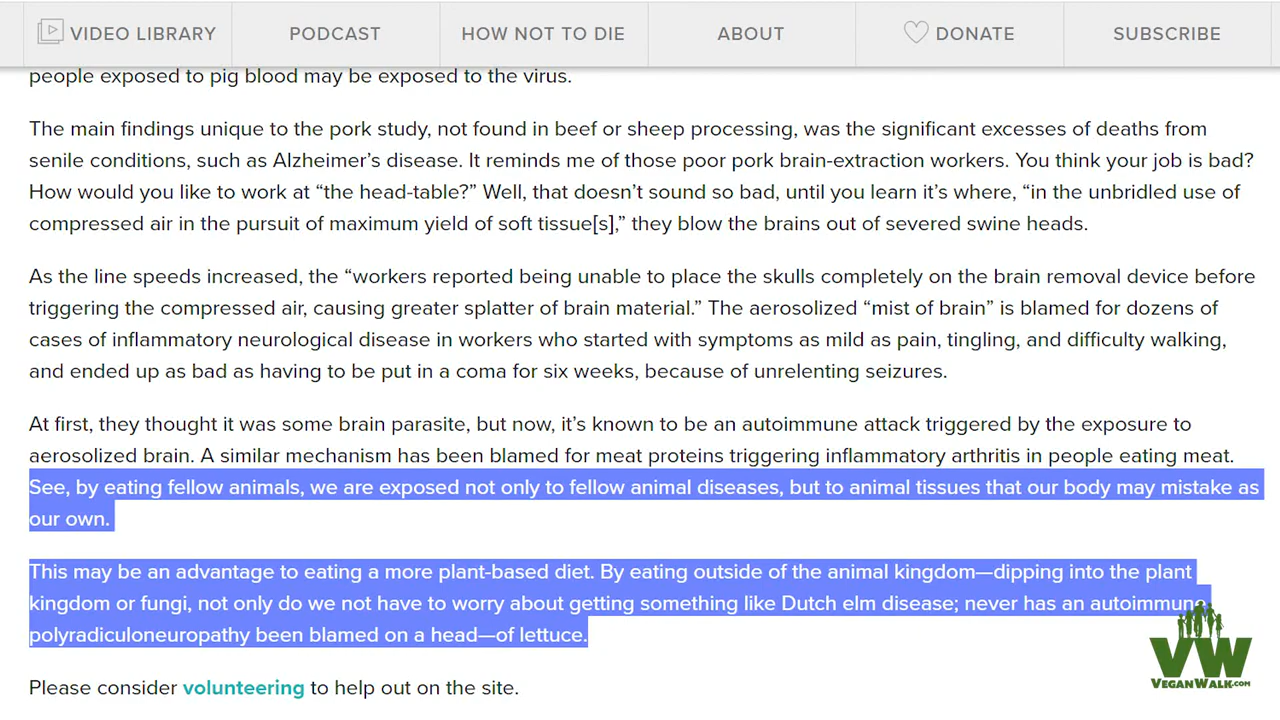 VIDEO LIBRARY PODCAST HOW NOT TO DIE ABOUT DONATE SUBSCRIBE
people exposed to pig blood may be exposed to the virus.
The main findings unique to the pork study, not found in beef or sheep processing, was the significant excesses of deaths from
senile conditions, such as Alzheimer’s disease. It reminds me of those poor pork brain-extraction workers. You think your job is bad?
How would you like to work at “the head-table?” Well, that doesn’t sound so bad, until you learn it’s where, “in the unbridled use of
compressed air in the pursuit of maximum yield of soft tissue[s],” they blow the brains out of severed swine heads.
As the line speeds increased, the “workers reported being unable to place the skulls completely on the brain removal device before
triggering the compressed air, causing greater splatter of brain material.” The aerosolized “mist of brain” is blamed for dozens of
cases of inflammatory neurological disease in workers who started with symptoms as mild as pain, tingling, and difficulty walking,
and ended up as bad as having to be put in a coma for six weeks, because of unrelenting seizures.
At first, they thought it was some brain parasite, but now, it’s known to be an autoimmune attack triggered by the exposure to
aerosolized brain. A similar mechanism has been blamed for meat proteins triggering inflammatory arthritis in people eating meat.
See, by eating fellow animals, we are exposed not only to fellow animal diseases, but to animal tissues that our body may mistake as
our own.
This may be an advantage to eating a more plant-based diet. By eating outside of the animal kingdom—dipping into the plant
kingdom or fungi, not only do we not have to worry about getting something like Dutch elm disease; never has an autoimmune
polyradiculoneuropathy been blamed on a head—of lettuce.
Please consider volunteering to help out on the site.
VW
VEGANWALK.COM